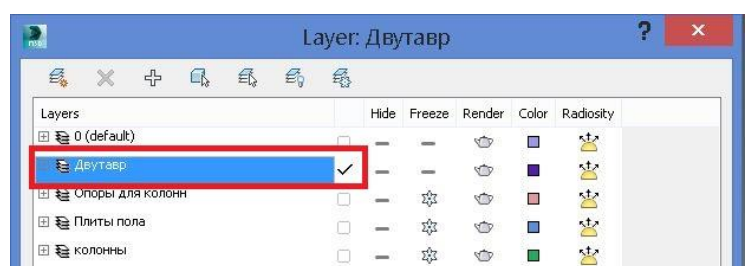 Layer: Двутавр ?
Layers Hide Freeze Render Color Radiosity
0 (default)
Двутавр
Опоры для колонн
Плиты пола
колонны